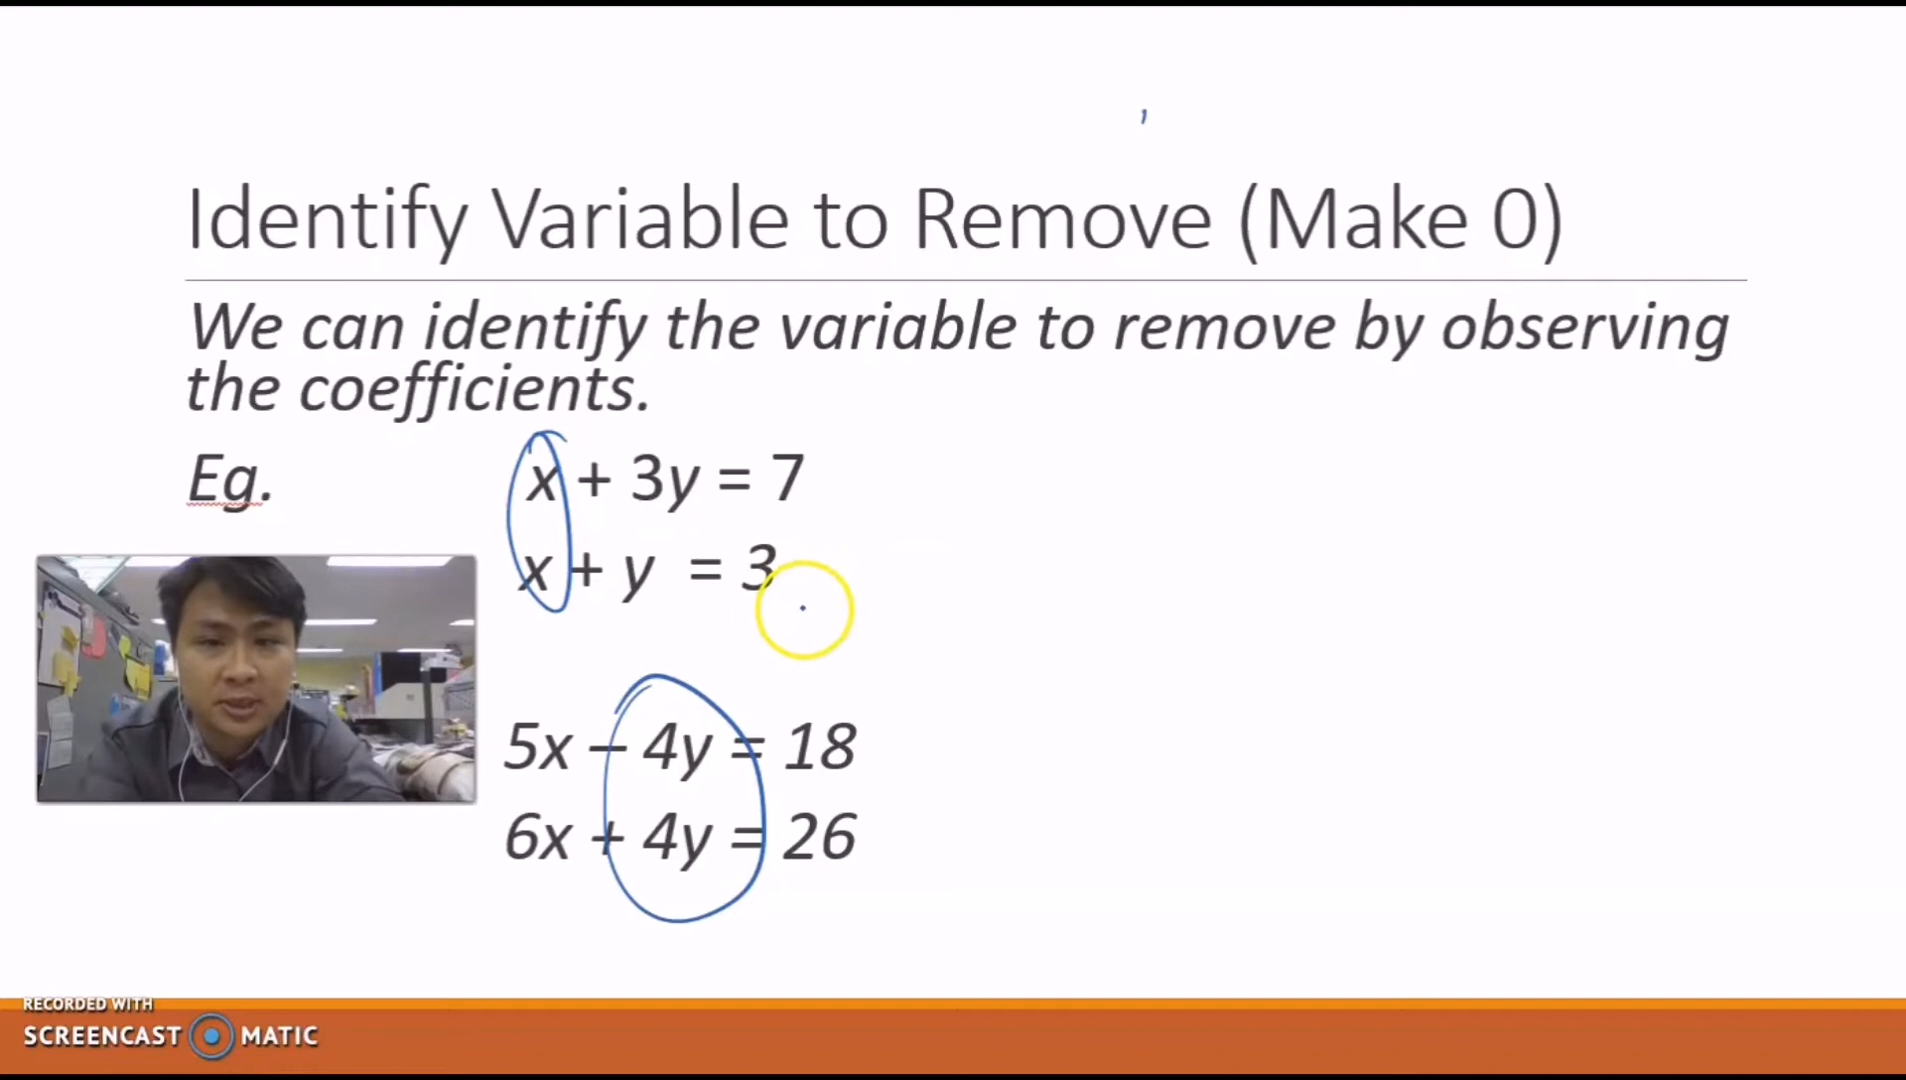 Identify Variable to Remove (Make 0)
We can identify the variable to remove by observing
the coefficients.
Eg. x + 3y = 7
x + y = 3
5x – 4y = 18
6x + 4y = 26
RECORDED WITH
SCREENCAST MATIC